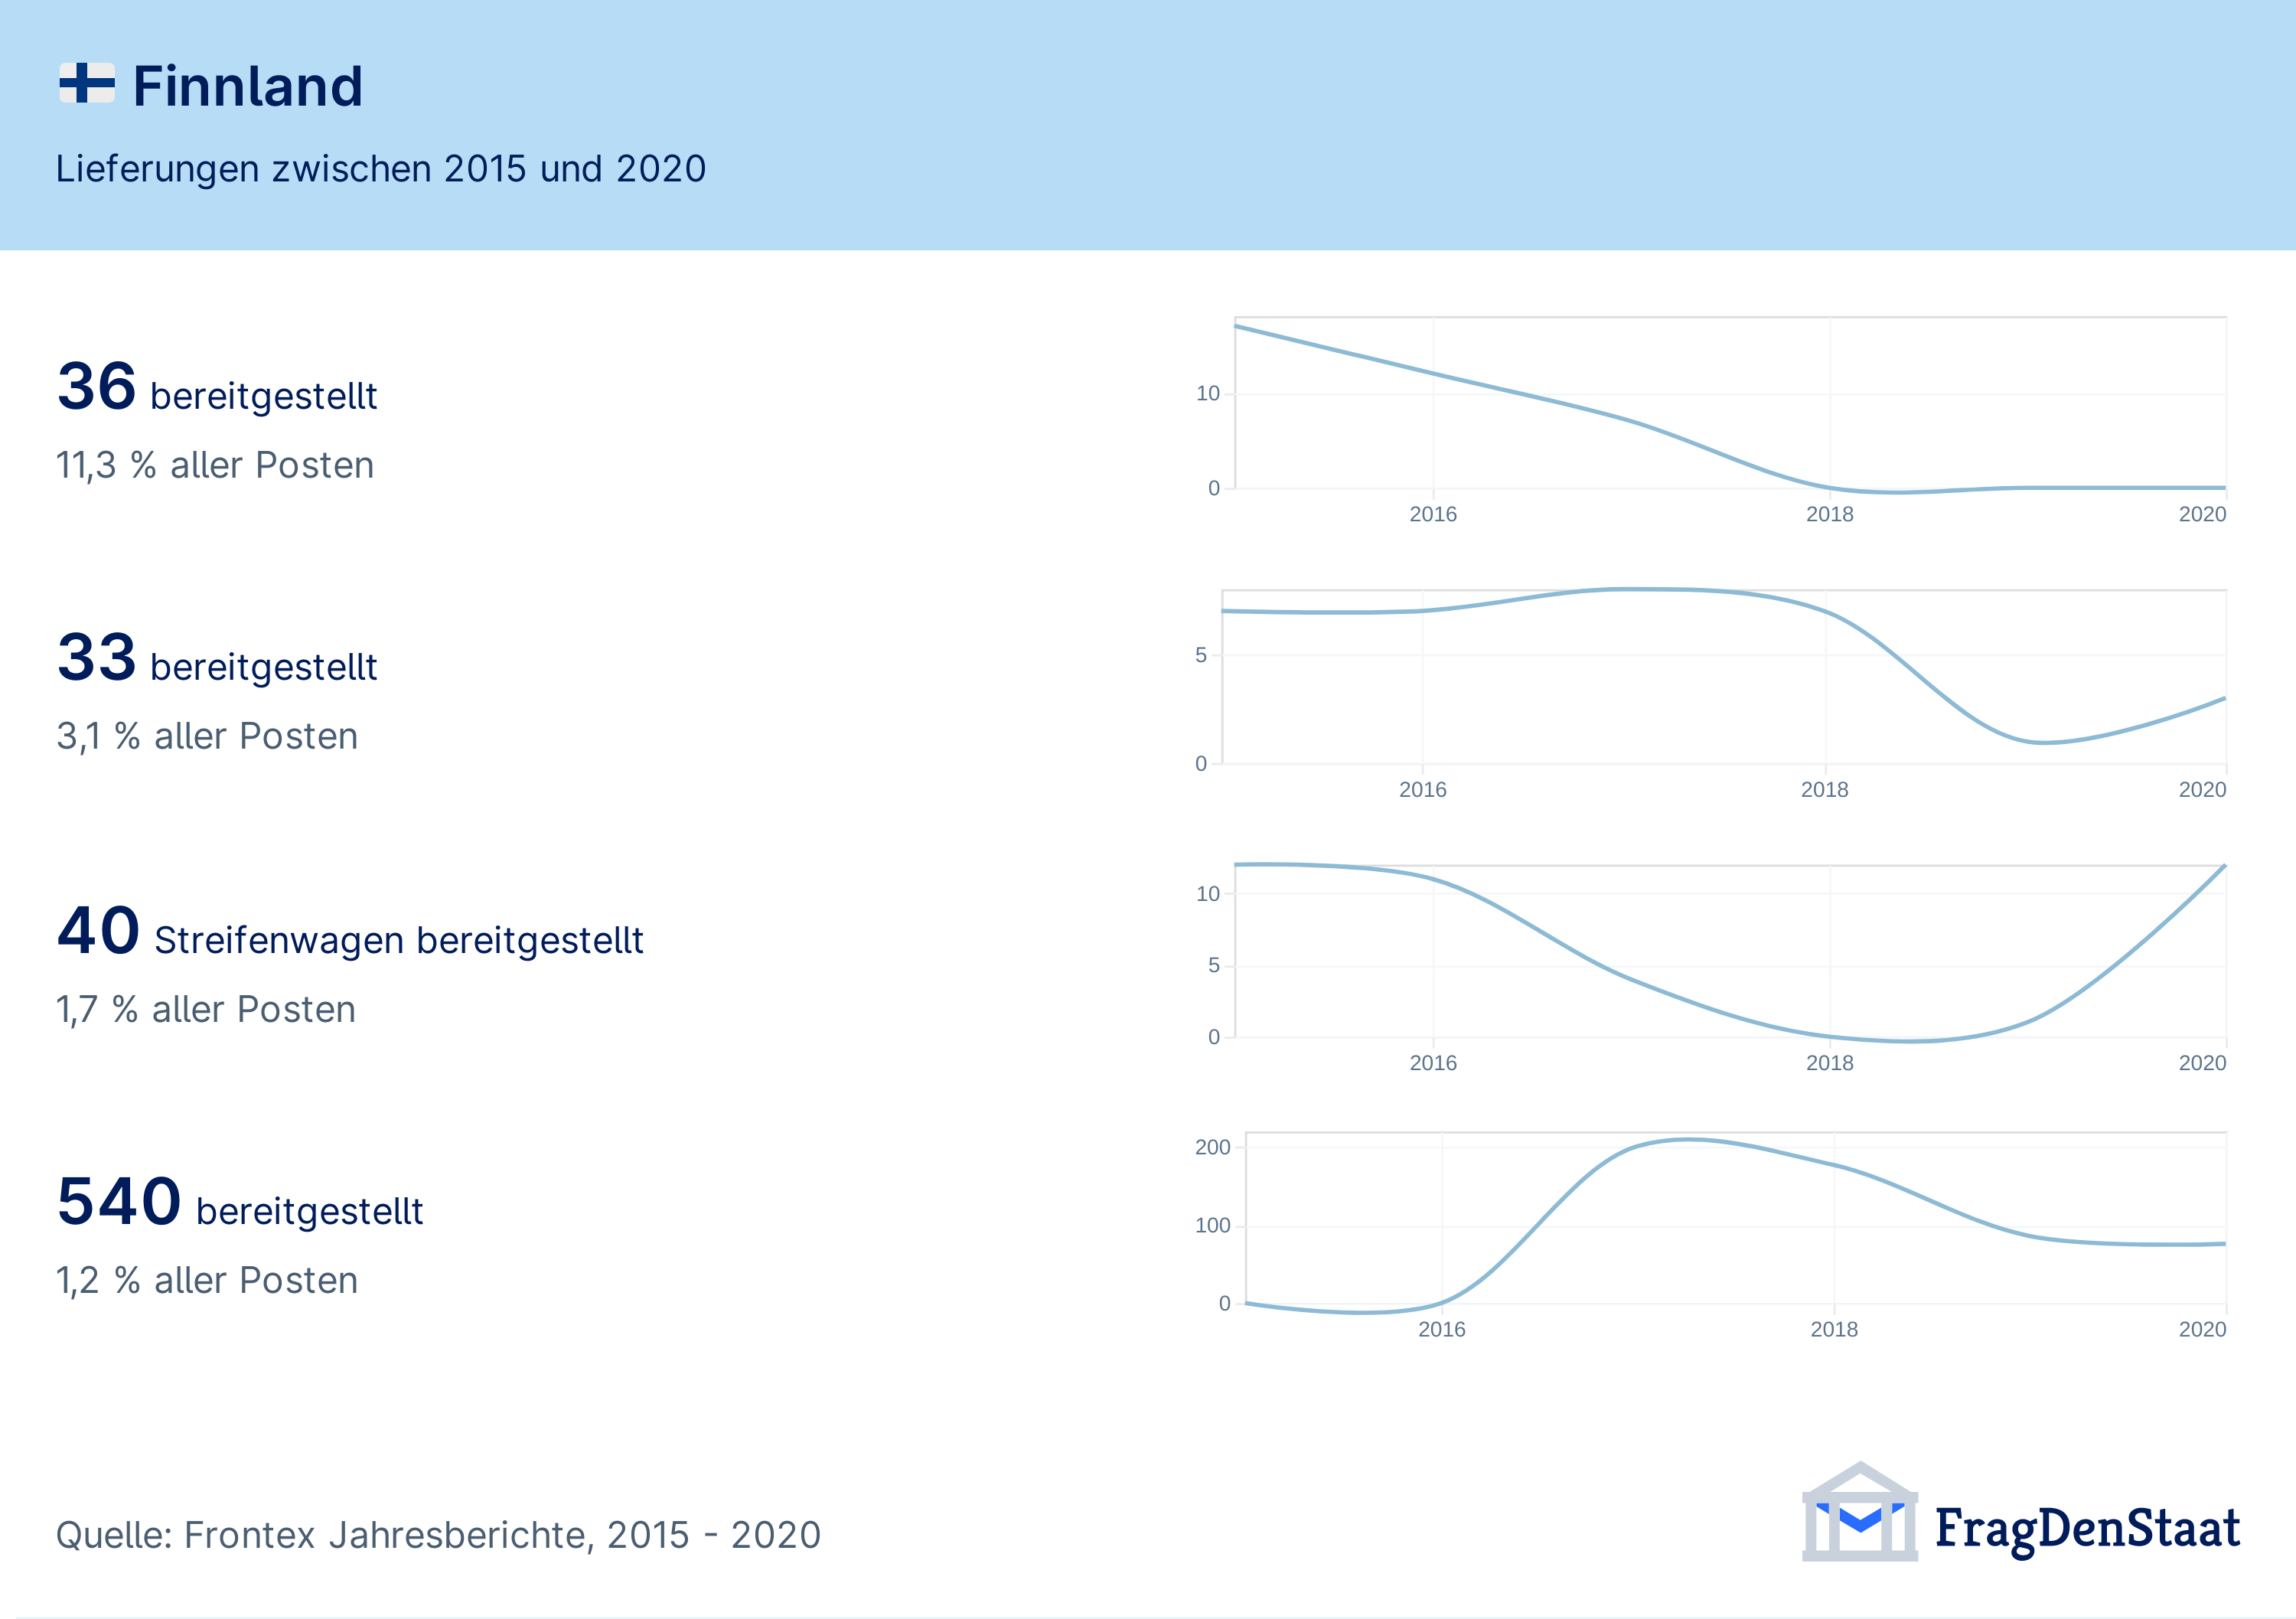 Finnland
Lieferungen zwischen 2015 und 2020
36 bereitgestellt
11,3 % aller Posten
10
0
2016 2018 2020
33 bereitgestellt
3,1 % aller Posten
5
0
2016 2018 2020
40 Streifenwagen bereitgestellt
1,7 % aller Posten
10
5
0
2016 2018 2020
540 bereitgestellt
1,2 % aller Posten
200
100
0
2016 2018 2020
Quelle: Frontex Jahresberichte, 2015 - 2020
FragDenStaat